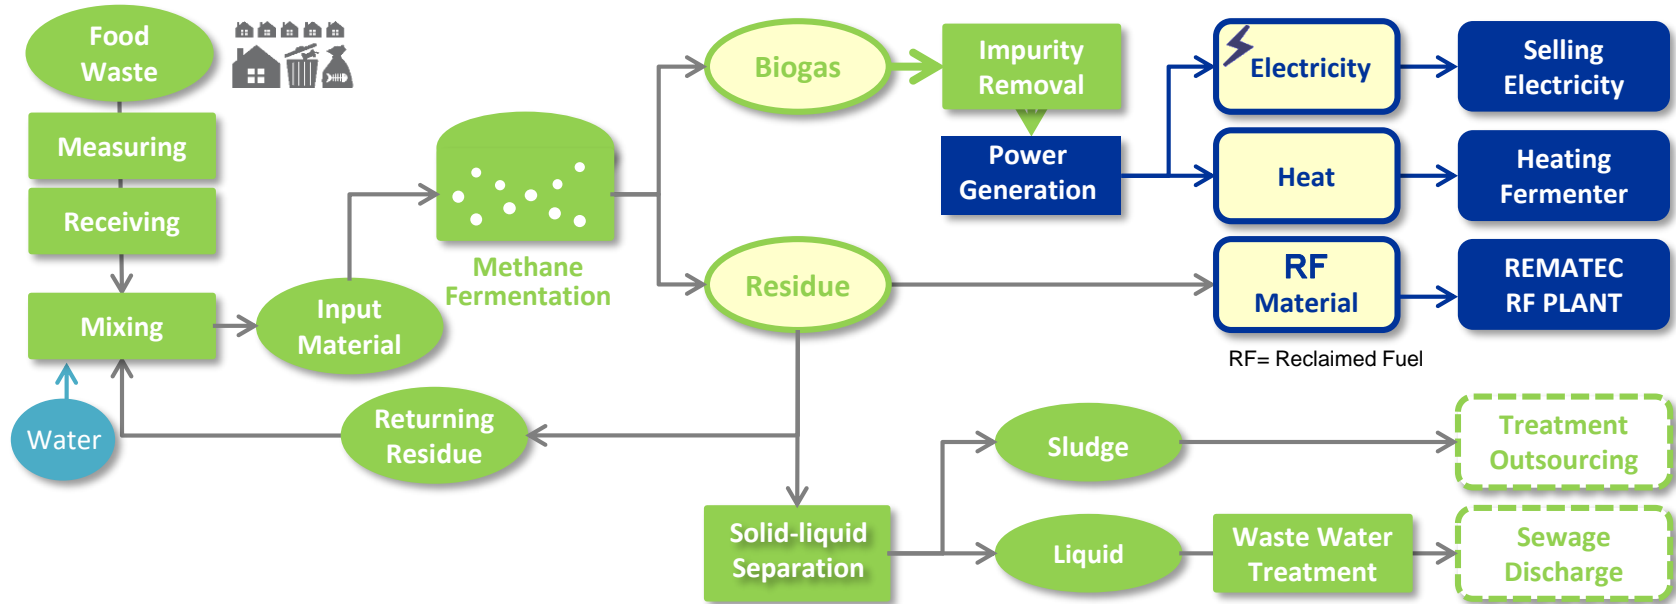 Food
Waste
Measuring
Receiving
Mixing
Water
Input
Material
Returning
Residue
Methane
Fermentation
Biogas
Residue
Impurity
Removal
Power
Generation
Electricity
Heat
RF
Material
RF= Reclaimed Fuel
Selling
Electricity
Heating
Fermenter
REMATEC
RF PLANT
Solid-liquid
Separation
Sludge
Liquid
Waste Water
Treatment
Treatment
Outsourcing
Sewage
Discharge